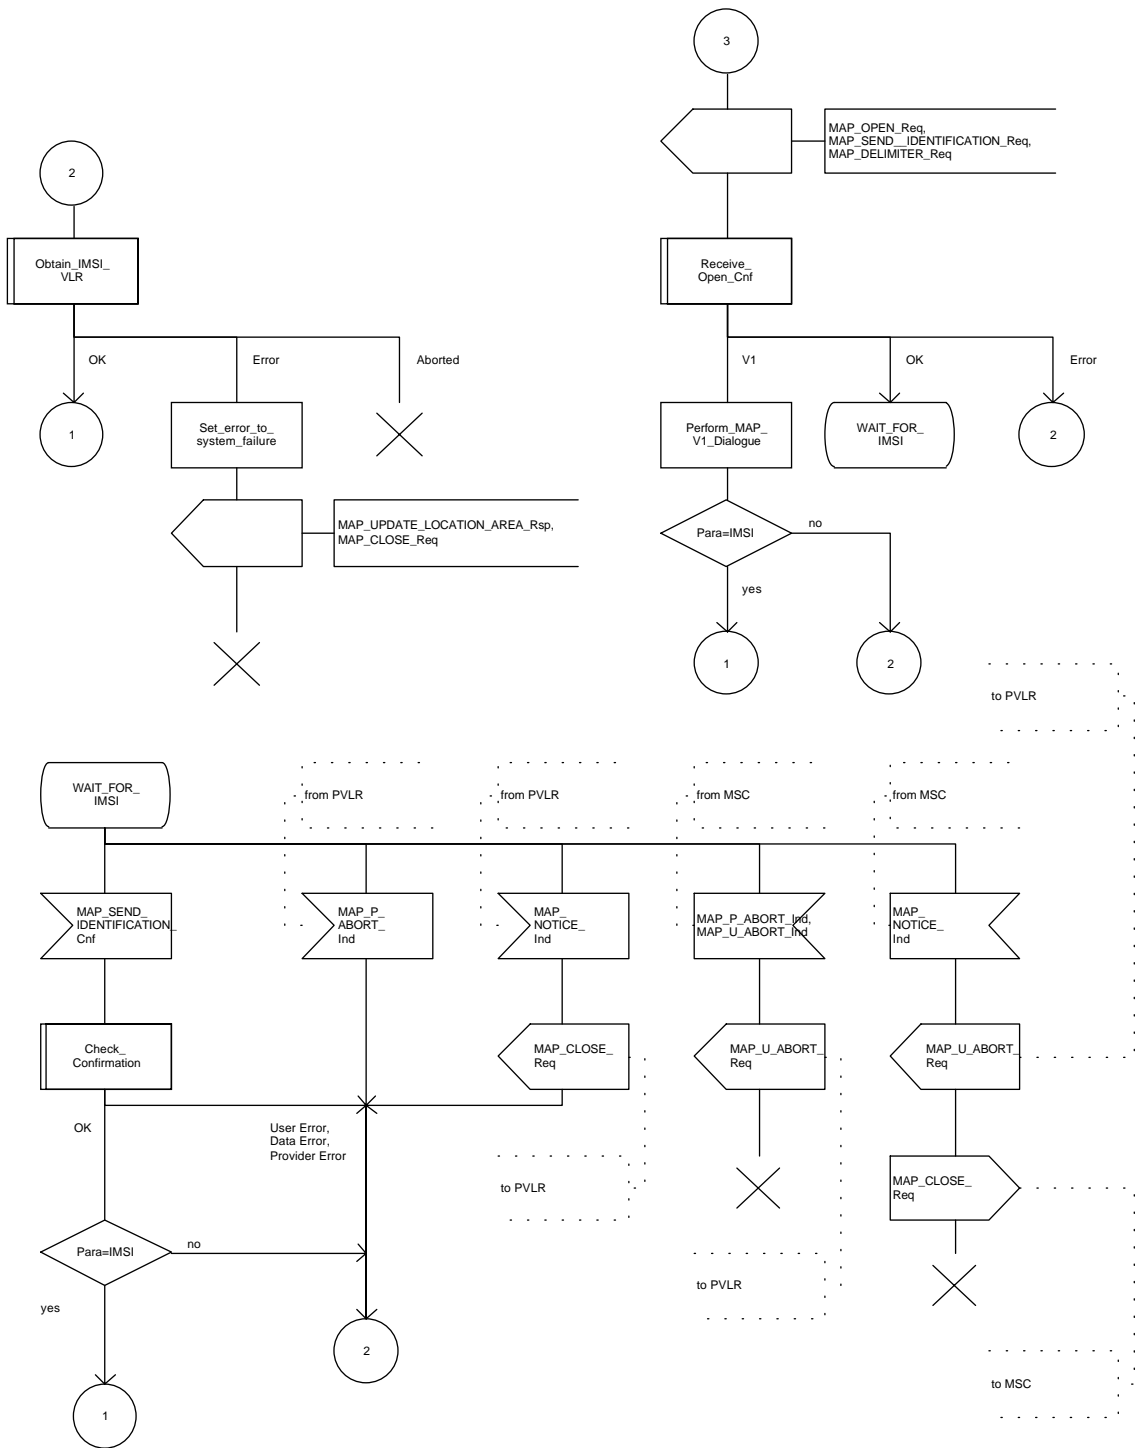 3
MAP_OPEN_Req,
MAP_SEND__IDENTIFICATION_Req,
MAP_DELIMITER_Req
2
Obtain_IMSI_
VLR
Receive_
Open_Cnf
OK
Error
Aborted
V1
OK
Error
1
Set_error_to_
system_failure
Perform_MAP_
V1_Dialogue
WAIT_FOR_
IMSI
2
MAP_UPDATE_LOCATION_AREA_Rsp,
MAP_CLOSE_Req
Para=IMSI
no
yes
1
2
to PVLR
WAIT_FOR_
IMSI
from PVLR
from PVLR
from MSC
from MSC
MAP_SEND_
IDENTIFICATION_
Cnf
MAP_P_
ABORT_
Ind
MAP_
NOTICE_
Ind
MAP_P_ABORT_Ind,
MAP_U_ABORT_Ind
MAP_
NOTICE_
Ind
Check_
Confirmation
MAP_CLOSE_
Req
MAP_U_ABORT_
Req
MAP_U_ABORT_
Req
OK
User Error,
Data Error,
Provider Error
to PVLR
MAP_CLOSE_
Req
Para=IMSI
no
to PVLR
yes
2
to MSC
1